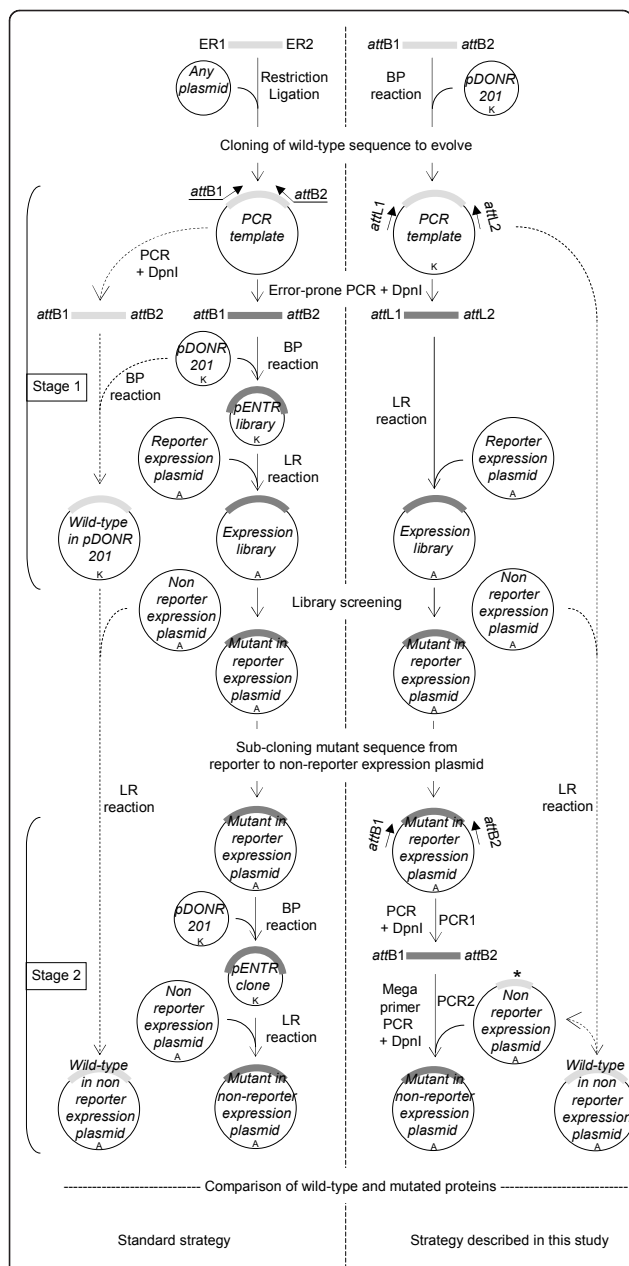 ER1 ER2
attB1 attB2
Any
plasmid
Restriction
Ligation
BP
reaction
pDONR
201
K
Cloning of wild-type sequence to evolve
attB1
attB2
PCR
template
attL1
attL2
PCR
template
K
PCR
+ DpnI
Error-prone PCR + DpnI
attB1 attB2
attB1 attB2
attL1 attL2
Stage 1
pDONR
201
K
BP
reaction
BP
reaction
pENTR
library
K
LR
reaction
Reporter
expression
plasmid
A
LR
reaction
Reporter
expression
plasmid
A
Wild-type
in pDONR
201
K
Expression
library
A
Expression
library
A
Non
reporter
expression
plasmid
A
Library screening
Non
reporter
expression
plasmid
A
Mutant in
reporter
expression
plasmid
A
Mutant in
reporter
expression
plasmid
A
Sub-cloning mutant sequence from
reporter to non-reporter expression plasmid
LR
reaction
LR
reaction
Mutant in
reporter
expression
plasmid
A
attB1
attB2
Mutant in
reporter
expression
plasmid
A
Stage 2
pDONR
201
K
BP
reaction
PCR
+ DpnI
PCR1
pENTR
clone
K
attB1 attB2
Non
reporter
expression
plasmid
A
LR
reaction
Mega
primer
PCR
+ DpnI
PCR2
*
Non
reporter
expression
plasmid
A
Wild-type
in non
reporter
expression
plasmid
A
Mutant in
non-reporter
expression
plasmid
A
Mutant in
non-reporter
expression
plasmid
A
Wild-type
in non
reporter
expression
plasmid
A
Comparison of wild-type and mutated proteins
Standard strategy
Strategy described in this study